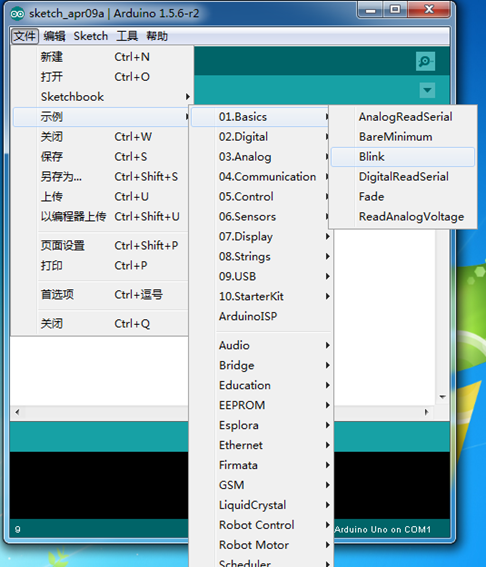 sketch_apr09a | Arduino 1.5.6-r2
文件 编辑 Sketch 工具 帮助
新建 Ctrl+N
打开 Ctrl+O
Sketchbook
示例
关闭 Ctrl+W
保存 Ctrl+S
另存为... Ctrl+Shift+S
上传 Ctrl+U
以编程器上传 Ctrl+Shift+U
页面设置 Ctrl+Shift+P
打印 Ctrl+P
首选项 Ctrl+逗号
关闭 Ctrl+Q
01.Basics
02.Digital
03.Analog
04.Communication
05.Control
06.Sensors
07.Display
08.Strings
09.USB
10.StarterKit
ArduinoISP
Audio
Bridge
Education
EEPROM
Esplora
Ethernet
Firmata
GSM
LiquidCrystal
Robot Control
Robot Motor
Scheduler
AnalogReadSerial
BareMinimum
Blink
DigitalReadSerial
Fade
ReadAnalogVoltage
9
Arduino Uno on COM1